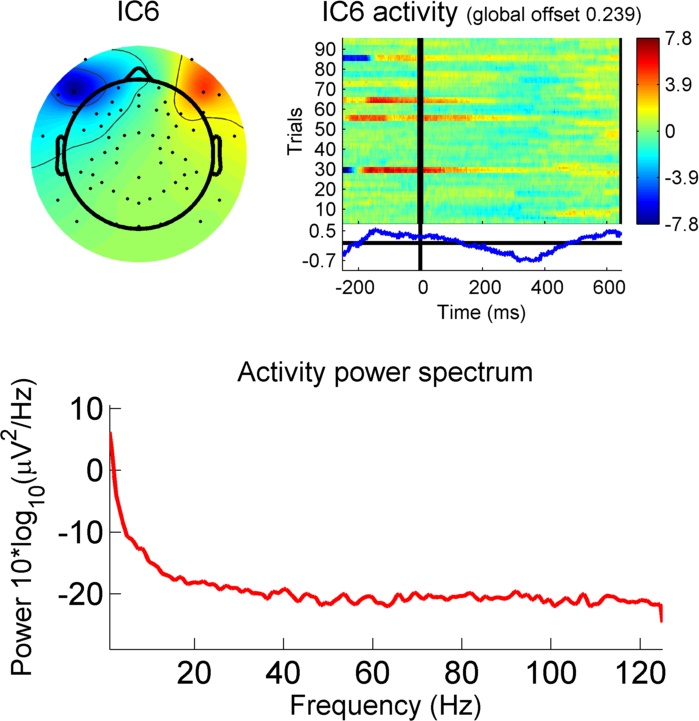 IC6
IC6 activity (global offset 0.239)
Trials
90
80
70
60
50
40
30
20
10
7.8
3.9
0
-3.9
-7.8
0.5
-0.7
-200 0 200 400 600
Time (ms)
Activity power spectrum
Power 10*log10(µV2/Hz)
10
0
-10
-20
20 40 60 80 100 120
Frequency (Hz)